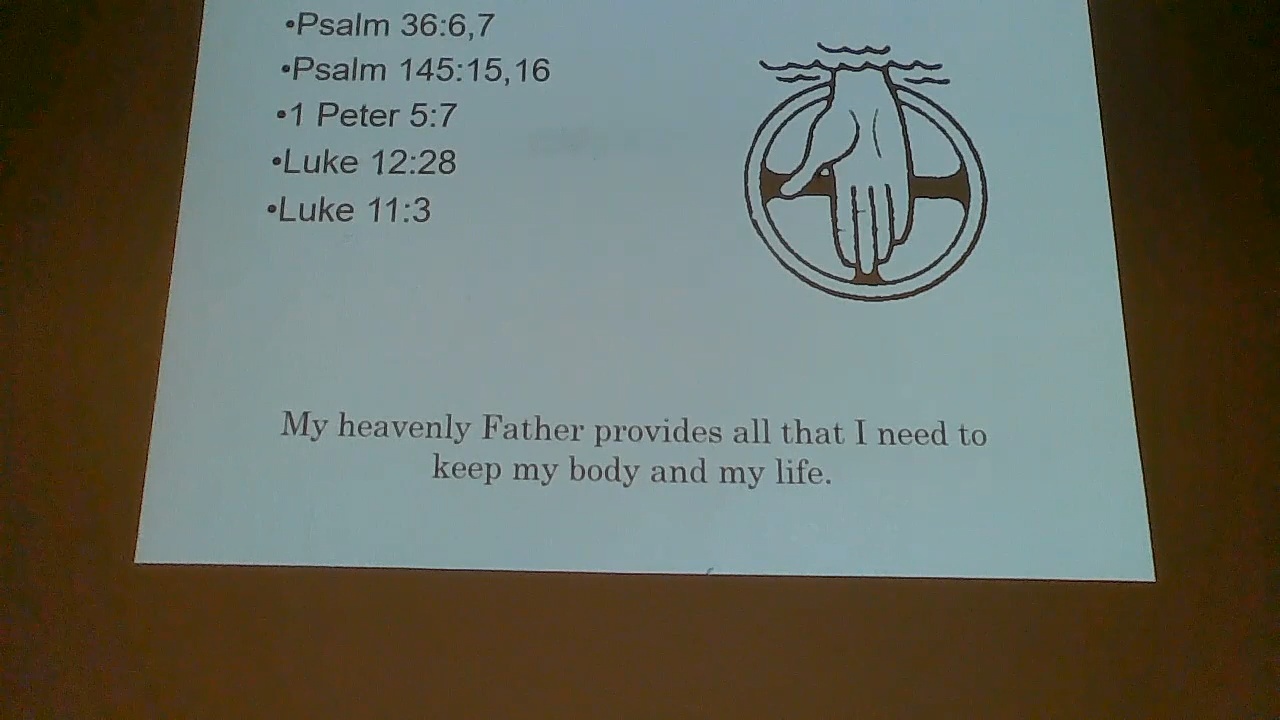 •Psalm 36:6,7
•Psalm 145:15,16
•1 Peter 5:7
•Luke 12:28
•Luke 11:3
My heavenly Father provides all that I need to
keep my body and my life.